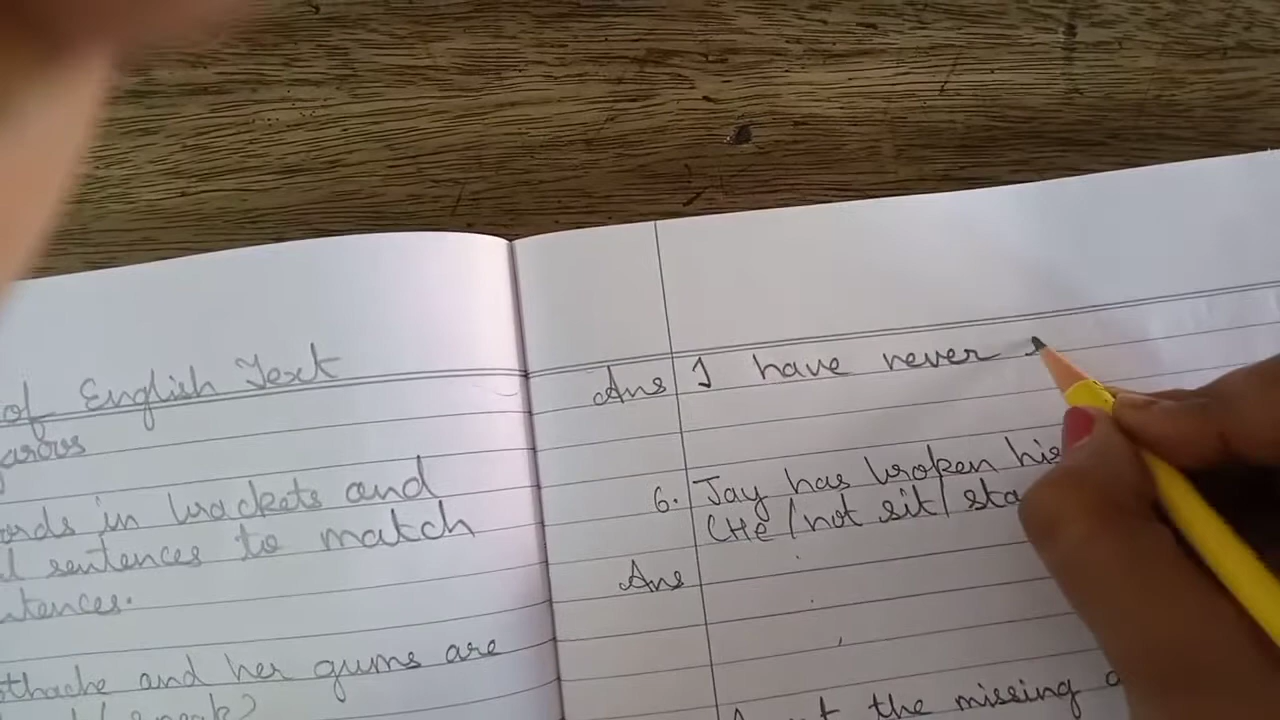 of English Text
ords in brackets and
sentences to match
thache and her gums are
Ans I have never
6. Jay has broken his
(He / not sit / sta
Ans
the missing